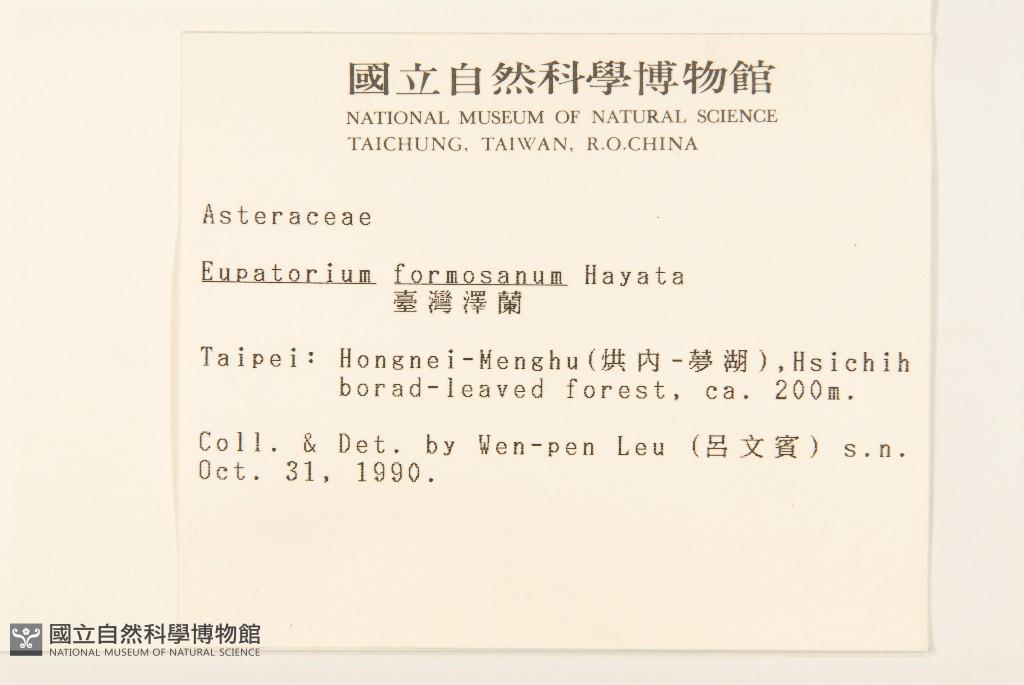 國立自然科學博物館
NATIONAL MUSEUM OF NATURAL SCIENCE
TAICHUNG, TAIWAN, R.O.CHINA
Asteraceae
Eupatorium formosanum Hayata
臺灣澤蘭
Taipei: Hongnei-Menghu(烘內-夢湖),Hsichih
borad-leaved forest, ca. 200m.
Coll. & Det. by Wen-pen Leu (呂文賓) s.n.
Oct. 31, 1990.
國立自然科學博物館
NATIONAL MUSEUM OF NATURAL SCIENCE